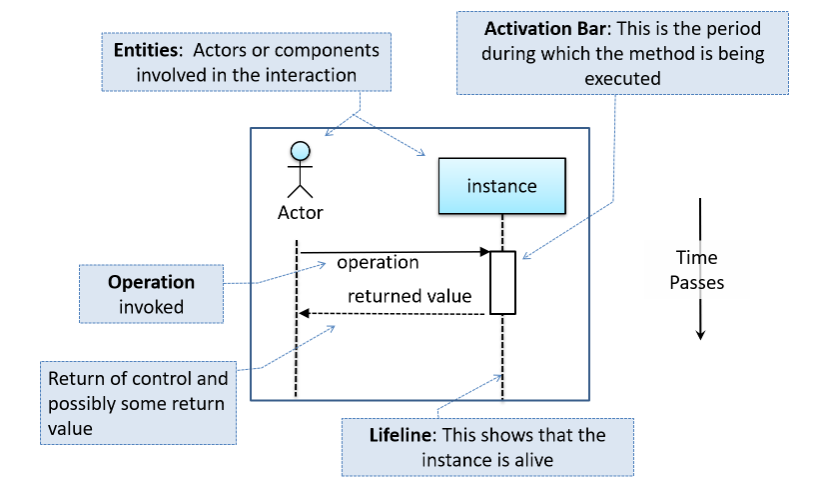 Entities: Actors or components
involved in the interaction
Activation Bar: This is the period
during which the method is being
executed
Actor
instance
operation
returned value
Operation
invoked
Time
Passes
Return of control and
possibly some return
value
Lifeline: This shows that the
instance is alive